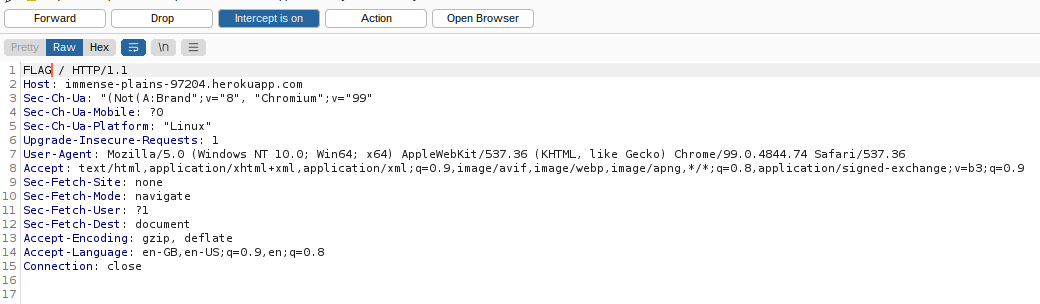 Forward Drop Intercept is on Action Open Browser
Pretty Raw Hex \n
1 FLAG / HTTP/1.1
2 Host: immense-plains-97204.herokuapp.com
3 Sec-Ch-Ua: "(Not(A:Brand";v="8", "Chromium";v="99"
4 Sec-Ch-Ua-Mobile: ?0
5 Sec-Ch-Ua-Platform: "Linux"
6 Upgrade-Insecure-Requests: 1
7 User-Agent: Mozilla/5.0 (Windows NT 10.0; Win64; x64) AppleWebKit/537.36 (KHTML, like Gecko) Chrome/99.0.4844.74 Safari/537.36
8 Accept: text/html,application/xhtml+xml,application/xml;q=0.9,image/avif,image/webp,image/apng,*/*;q=0.8,application/signed-exchange;v=b3;q=0.9
9 Sec-Fetch-Site: none
10 Sec-Fetch-Mode: navigate
11 Sec-Fetch-User: ?1
12 Sec-Fetch-Dest: document
13 Accept-Encoding: gzip, deflate
14 Accept-Language: en-GB,en-US;q=0.9,en;q=0.8
15 Connection: close
16
17